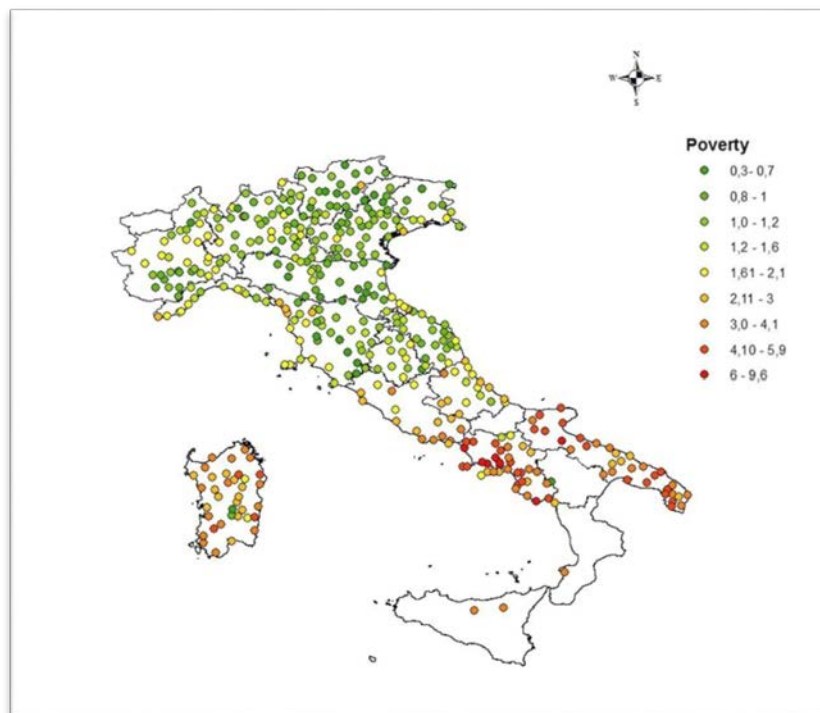 N
W E
S
Poverty
0,3- 0,7
0,8 - 1
1,0 - 1,2
1,2 - 1,6
1,61 - 2,1
2,11 - 3
3,0 - 4,1
4,10 - 5,9
6 - 9,6